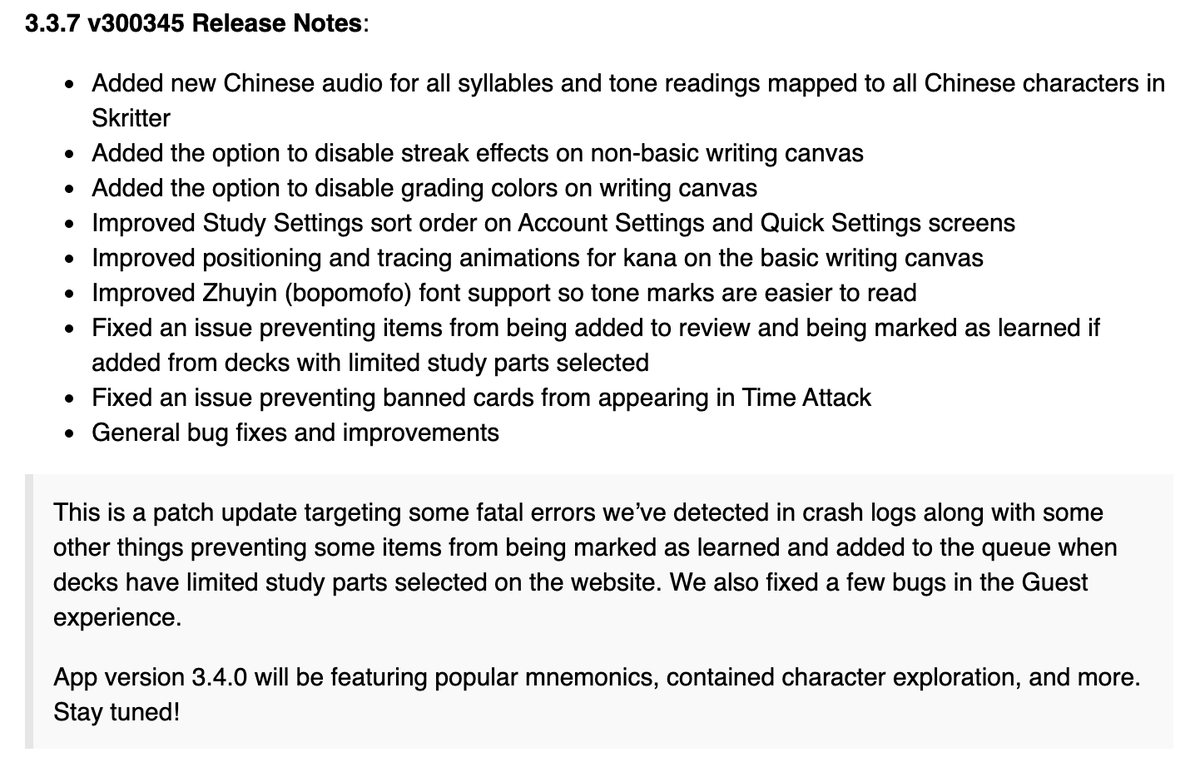 3.3.7 v300345 Release Notes:
• Added new Chinese audio for all syllables and tone readings mapped to all Chinese characters in
Skritter
• Added the option to disable streak effects on non-basic writing canvas
• Added the option to disable grading colors on writing canvas
• Improved Study Settings sort order on Account Settings and Quick Settings screens
• Improved positioning and tracing animations for kana on the basic writing canvas
• Improved Zhuyin (bopomofo) font support so tone marks are easier to read
• Fixed an issue preventing items from being added to review and being marked as learned if
added from decks with limited study parts selected
• Fixed an issue preventing banned cards from appearing in Time Attack
• General bug fixes and improvements
This is a patch update targeting some fatal errors we’ve detected in crash logs along with some
other things preventing some items from being marked as learned and added to the queue when
decks have limited study parts selected on the website. We also fixed a few bugs in the Guest
experience.
App version 3.4.0 will be featuring popular mnemonics, contained character exploration, and more.
Stay tuned!